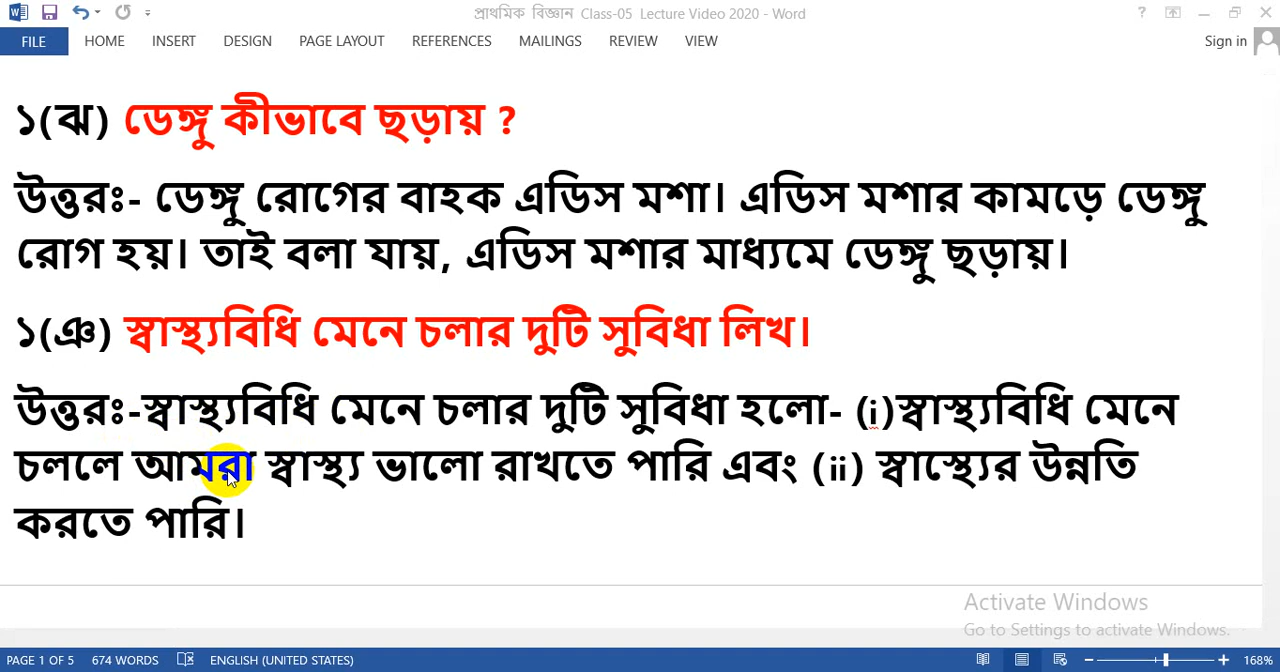 প্রাথমিক বিজ্ঞান Class-05 Lecture Video 2020 - Word
FILE HOME INSERT DESIGN PAGE LAYOUT REFERENCES MAILINGS REVIEW VIEW Sign in
১(ঝ) ডেঙ্গু কীভাবে ছড়ায় ?
উত্তরঃ- ডেঙ্গু রোগের বাহক এডিস মশা। এডিস মশার কামড়ে ডেঙ্গু
রোগ হয়। তাই বলা যায়, এডিস মশার মাধ্যমে ডেঙ্গু ছড়ায়।
১(ঞ) স্বাস্থ্যবিধি মেনে চলার দুটি সুবিধা লিখ।
উত্তরঃ-স্বাস্থ্যবিধি মেনে চলার দুটি সুবিধা হলো- (i)স্বাস্থ্যবিধি মেনে
চললে আমরা স্বাস্থ্য ভালো রাখতে পারি এবং (ii) স্বাস্থ্যের উন্নতি
করতে পারি।
Activate Windows
Go to Settings to activate Windows.
PAGE 1 OF 5 674 WORDS ENGLISH (UNITED STATES) 168%